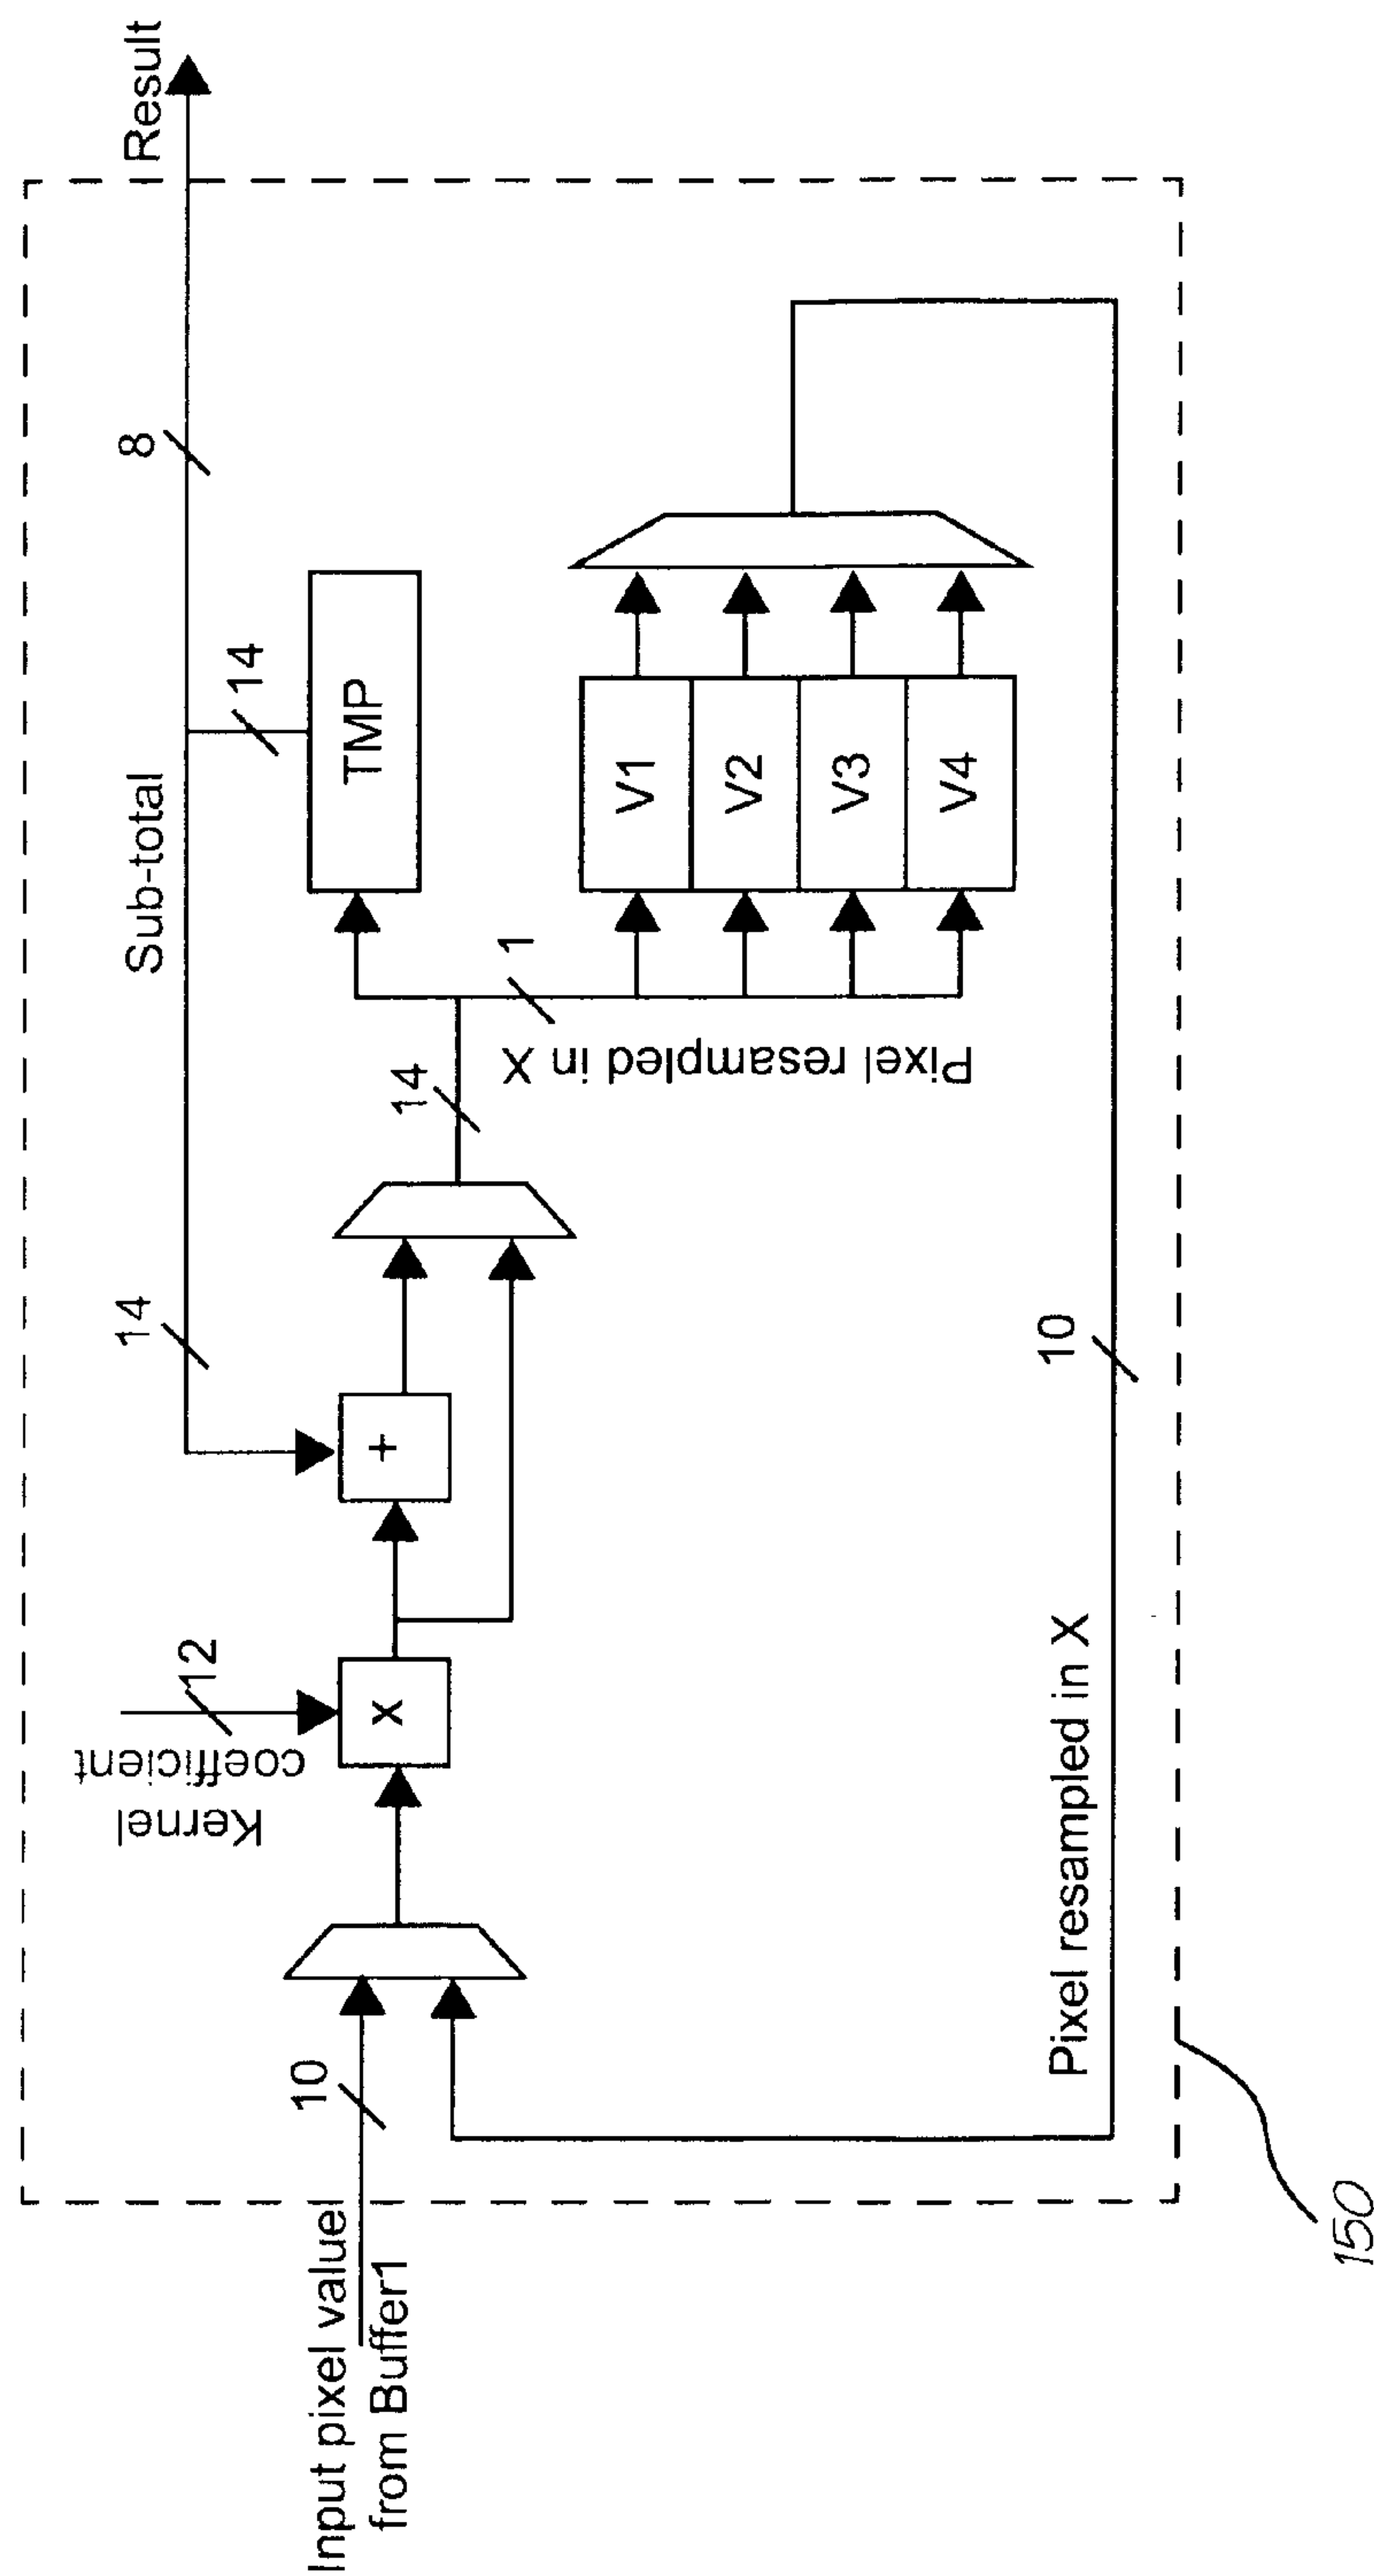 Input pixel value
from Buffer1
10
Kernel
coefficient
12
x
+
14
Sub-total
14
8
Result
14
TMP
1
Pixel resampled in X
V1
V2
V3
V4
10
Pixel resampled in X
150